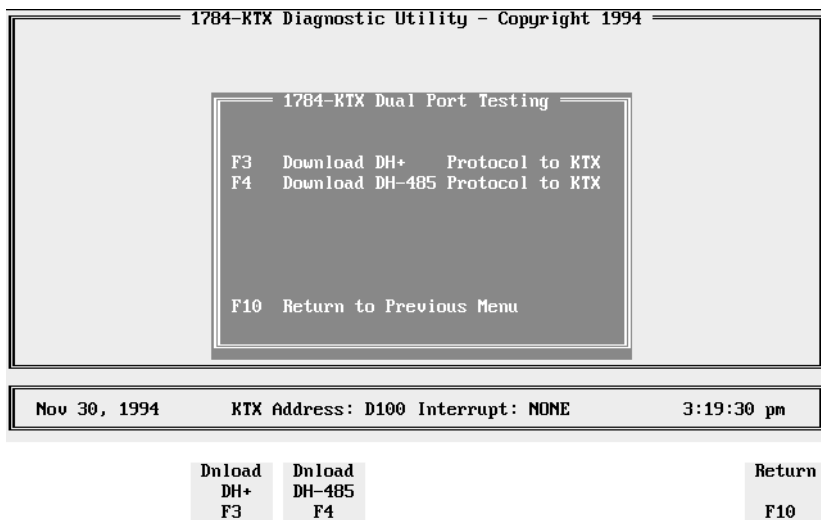 1784-KTX Diagnostic Utility - Copyright 1994
1784-KTX Dual Port Testing
F3 Download DH+ Protocol to KTX
F4 Download DH-485 Protocol to KTX
F10 Return to Previous Menu
Nov 30, 1994 KTX Address: D100 Interrupt: NONE 3:19:30 pm
Dnload Dnload Return
DH+ DH-485
F3 F4 F10